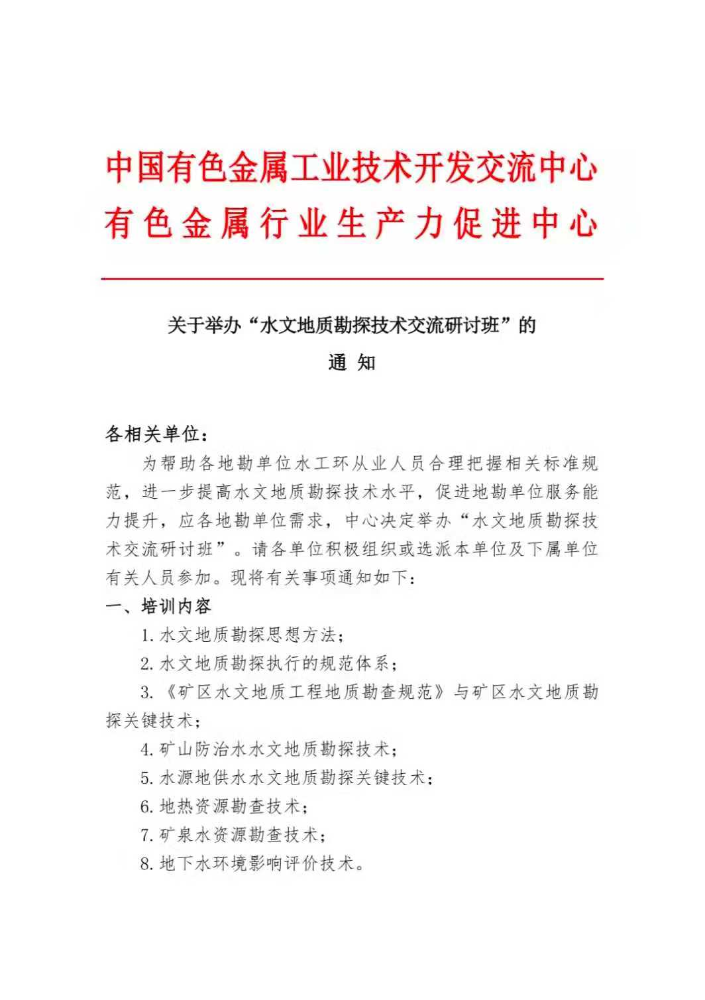 中国有色金属工业技术开发交流中心
有色金属行业生产力促进中心
关于举办“水文地质勘探技术交流研讨班”的
通 知
各相关单位：
为帮助各地勘单位水工环从业人员合理把握相关标准规
范，进一步提高水文地质勘探技术水平，促进地勘单位服务能
力提升，应各地勘单位需求，中心决定举办“水文地质勘探技
术交流研讨班”。请各单位积极组织或选派本单位及下属单位
有关人员参加。现将有关事项通知如下：
一、培训内容
1.水文地质勘探思想方法；
2.水文地质勘探执行的规范体系；
3.《矿区水文地质工程地质勘查规范》与矿区水文地质勘
探关键技术；
4.矿山防治水水文地质勘探技术；
5.水源地供水水文地质勘探关键技术；
6.地热资源勘查技术；
7.矿泉水资源勘查技术；
8.地下水环境影响评价技术。